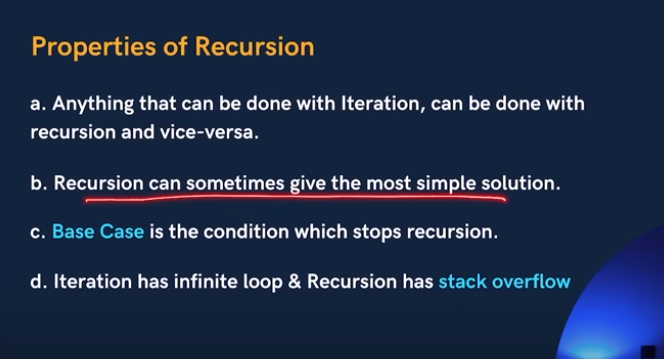 Properties of Recursion
a. Anything that can be done with Iteration, can be done with
recursion and vice-versa.
b. Recursion can sometimes give the most simple solution.
c. Base Case is the condition which stops recursion.
d. Iteration has infinite loop & Recursion has stack overflow